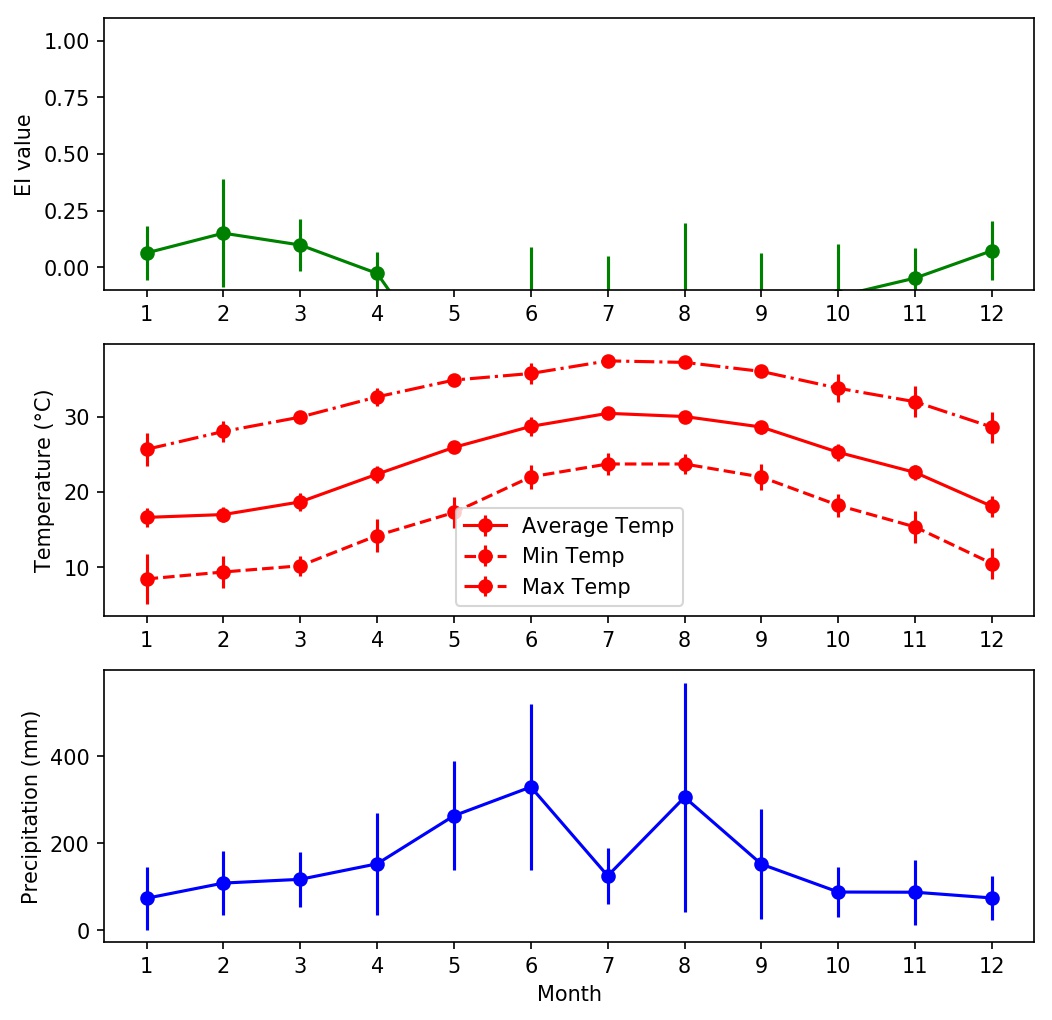 1.00
0.75
0.50
0.25
0.00
EI value
1 2 3 4 5 6 7 8 9 10 11 12
30
20
10
Temperature (°C)
Average Temp
Min Temp
Max Temp
1 2 3 4 5 6 7 8 9 10 11 12
400
200
0
Precipitation (mm)
1 2 3 4 5 6 7 8 9 10 11 12
Month